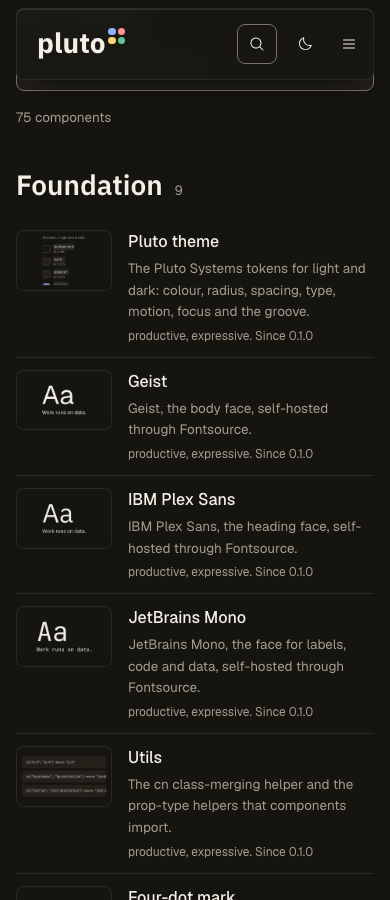 pluto
75 components
Foundation 9
Pluto theme
The Pluto Systems tokens for light and
dark: colour, radius, spacing, type,
motion, focus and the groove.
productive, expressive. Since 0.1.0
Aa
Work runs on data.
Geist
Geist, the body face, self-hosted
through Fontsource.
productive, expressive. Since 0.1.0
Aa
Work runs on data.
IBM Plex Sans
IBM Plex Sans, the heading face, self-
hosted through Fontsource.
productive, expressive. Since 0.1.0
Aa
Work runs on data.
JetBrains Mono
JetBrains Mono, the face for labels,
code and data, self-hosted through
Fontsource.
productive, expressive. Since 0.1.0
Utils
The cn class-merging helper and the
prop-type helpers that components
import.
productive, expressive. Since 0.1.0
Four-dot mark